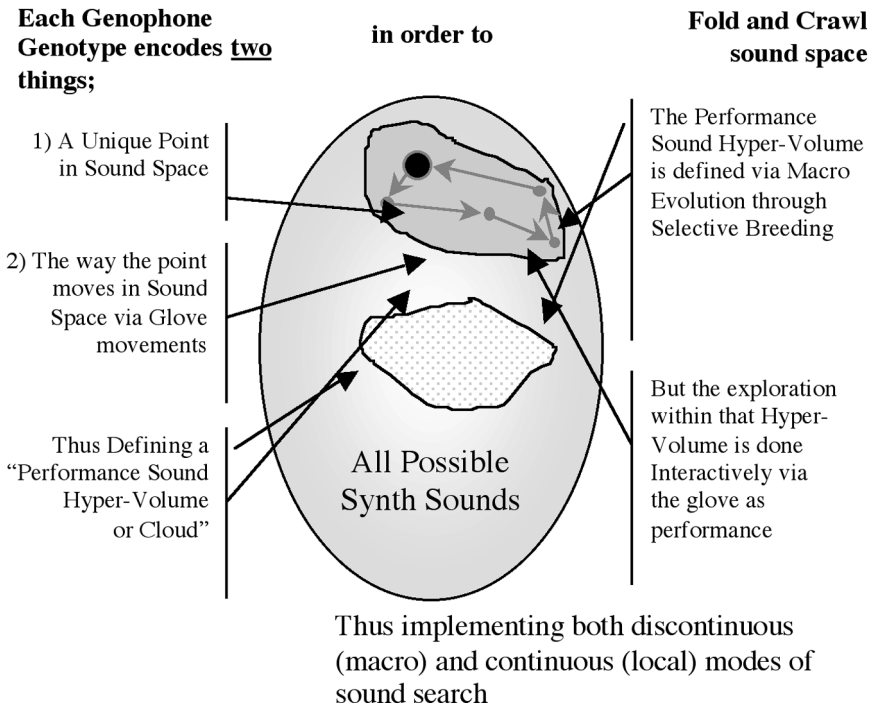 Each Genophone
Genotype encodes two
things;
in order to
Fold and Crawl
sound space
1) A Unique Point
in Sound Space
2) The way the point
moves in Sound
Space via Glove
movements
Thus Defining a
“Performance Sound
Hyper-Volume
or Cloud”
All Possible
Synth Sounds
The Performance
Sound Hyper-Volume
is defined via Macro
Evolution through
Selective Breeding
But the exploration
within that Hyper-
Volume is done
Interactively via
the glove as
performance
Thus implementing both discontinuous
(macro) and continuous (local) modes of
sound search